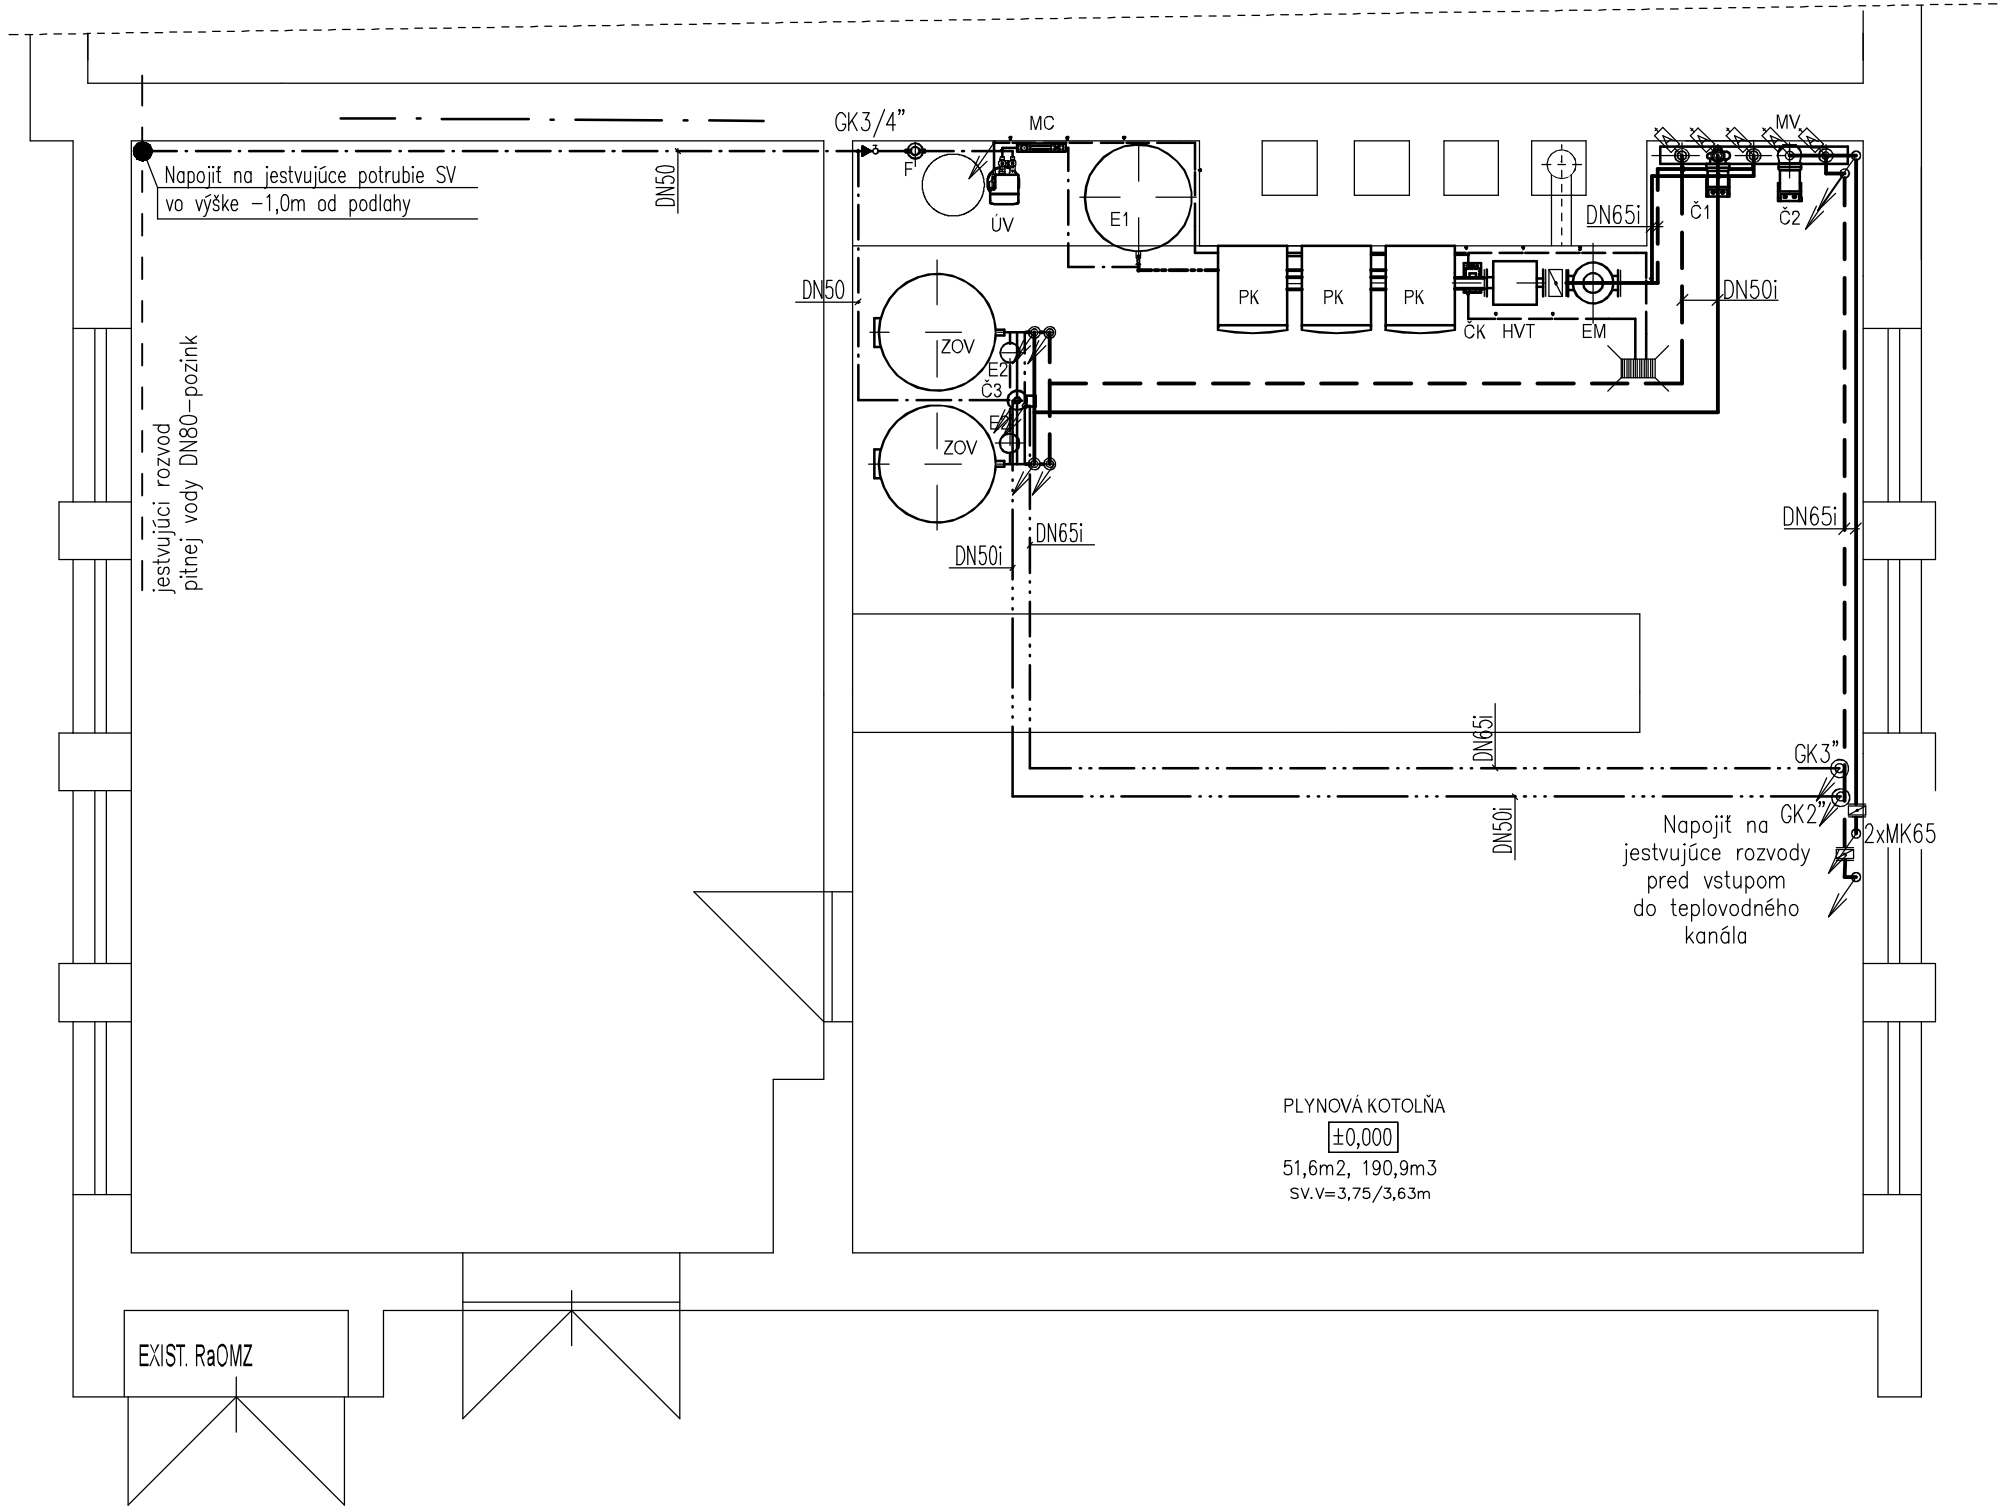 GK3/4"
MC
MV
F
Napojiť na jestvujúce potrubie SV
vo výške -1,0m od podlahy
DN50
ÚV
E1
DN65i
Č1
Č2
DN50
PK
PK
PK
ČK
HVT
EM
DN50i
ZOV
E2
Č3
E2
ZOV
jestvujúci rozvod
pitnej vody DN80-pozink
DN65i
DN50i
DN65i
DN65i
GK3"
DN50i
GK2"
2xMK65
Napojiť na
jestvujúce rozvody
pred vstupom
do teplovodného
kanála
PLYNOVÁ KOTOLŇA
±0,000
51,6m2, 190,9m3
SV.V=3,75/3,63m
EXIST. RaOMZ